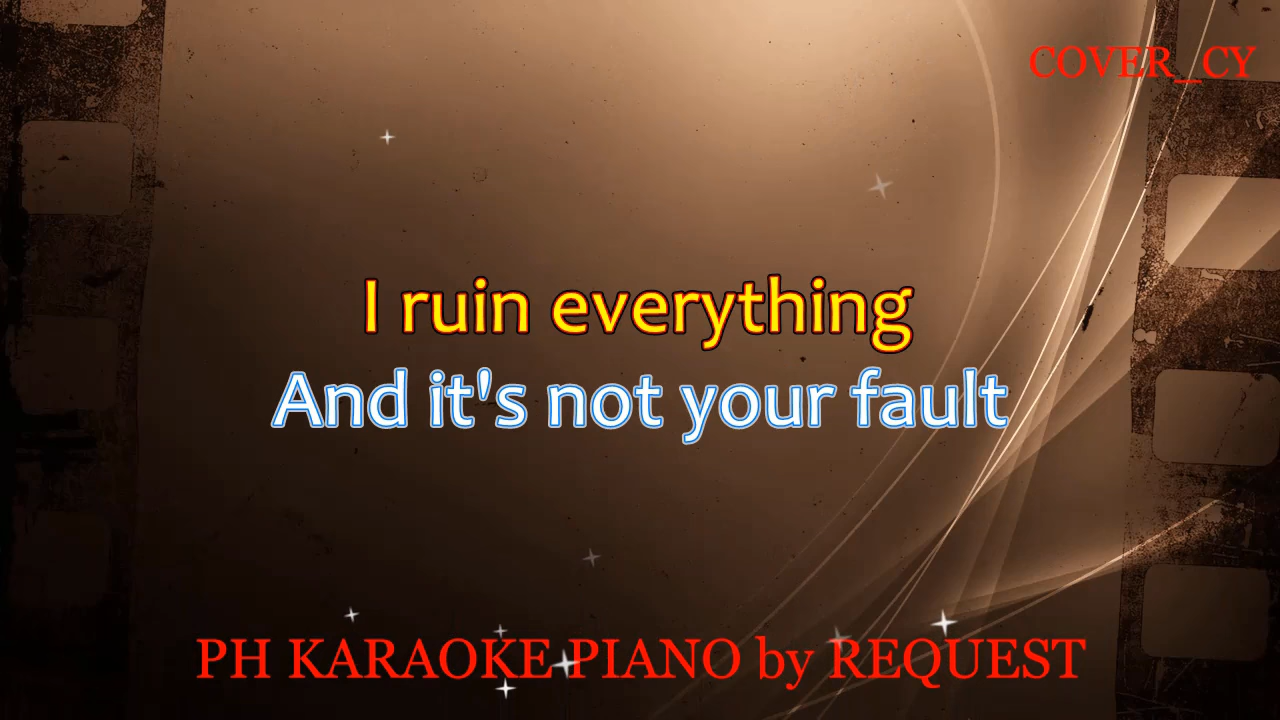 COVER_CY
I ruin everything
And it's not your fault
PH KARAOKE PIANO by REQUEST